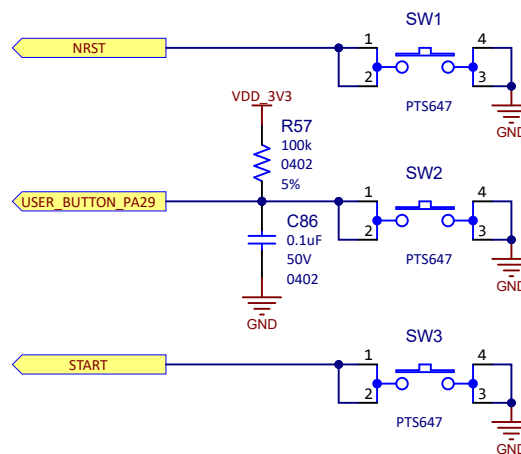 SW1
NRST
1
4
2
3
PTS647
GND
VDD_3V3
R57
100k
0402
5%
SW2
USER_BUTTON_PA29
1
4
2
3
PTS647
GND
C86
0.1uF
50V
0402
GND
SW3
START
1
4
2
3
PTS647
GND